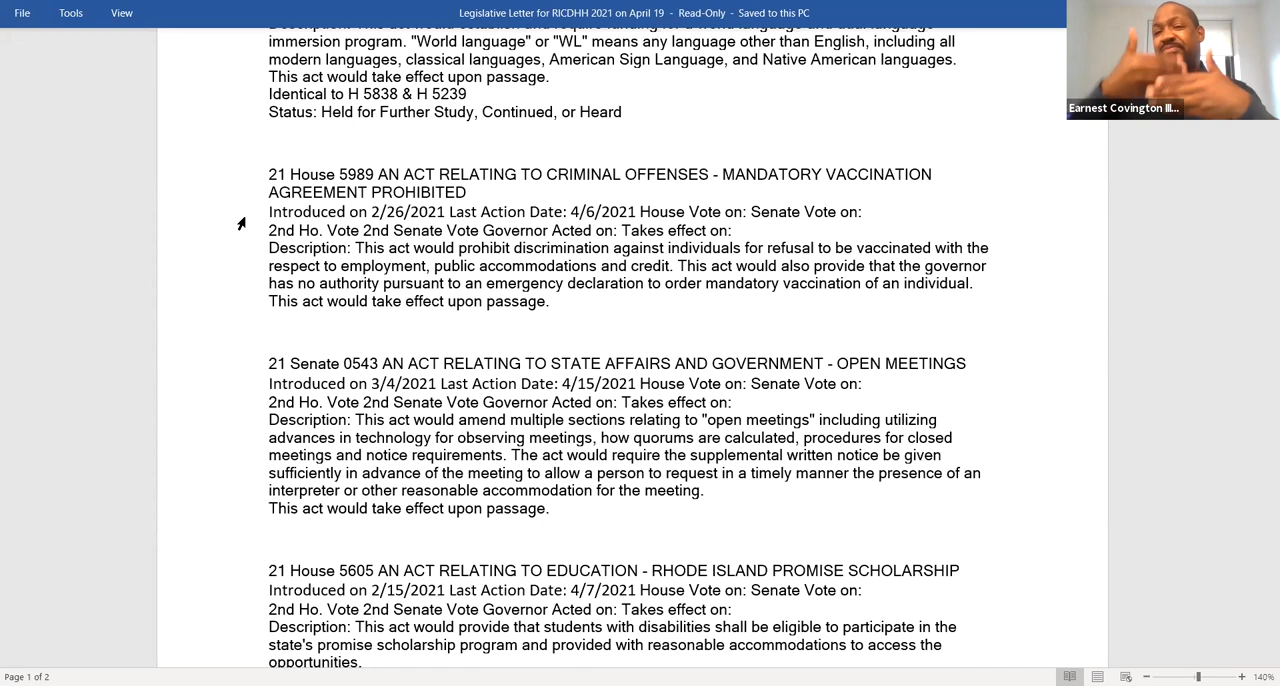 File Tools View Legislative Letter for RICDHH 2021 on April 19 - Read-Only - Saved to this PC
immersion program. "World language" or "WL" means any language other than English, including all
modern languages, classical languages, American Sign Language, and Native American languages.
This act would take effect upon passage.
Identical to H 5838 & H 5239
Status: Held for Further Study, Continued, or Heard
Earnest Covington III...
21 House 5989 AN ACT RELATING TO CRIMINAL OFFENSES - MANDATORY VACCINATION
AGREEMENT PROHIBITED
Introduced on 2/26/2021 Last Action Date: 4/6/2021 House Vote on: Senate Vote on:
2nd Ho. Vote 2nd Senate Vote Governor Acted on: Takes effect on:
Description: This act would prohibit discrimination against individuals for refusal to be vaccinated with the
respect to employment, public accommodations and credit. This act would also provide that the governor
has no authority pursuant to an emergency declaration to order mandatory vaccination of an individual.
This act would take effect upon passage.
21 Senate 0543 AN ACT RELATING TO STATE AFFAIRS AND GOVERNMENT - OPEN MEETINGS
Introduced on 3/4/2021 Last Action Date: 4/15/2021 House Vote on: Senate Vote on:
2nd Ho. Vote 2nd Senate Vote Governor Acted on: Takes effect on:
Description: This act would amend multiple sections relating to "open meetings" including utilizing
advances in technology for observing meetings, how quorums are calculated, procedures for closed
meetings and notice requirements. The act would require the supplemental written notice be given
sufficiently in advance of the meeting to allow a person to request in a timely manner the presence of an
interpreter or other reasonable accommodation for the meeting.
This act would take effect upon passage.
21 House 5605 AN ACT RELATING TO EDUCATION - RHODE ISLAND PROMISE SCHOLARSHIP
Introduced on 2/15/2021 Last Action Date: 4/7/2021 House Vote on: Senate Vote on:
2nd Ho. Vote 2nd Senate Vote Governor Acted on: Takes effect on:
Description: This act would provide that students with disabilities shall be eligible to participate in the
state's promise scholarship program and provided with reasonable accommodations to access the
opportunities.
Page 1 of 2 140%